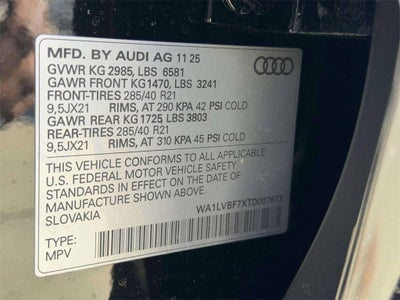 MFD. BY AUDI AG 11 25
GVWR KG 2985, LBS 6581
GAWR FRONT KG1470, LBS 3241
FRONT-TIRES 285/40 R21
9,5JX21 RIMS, AT 290 KPA 42 PSI COLD
GAWR REAR KG 1725, LBS 3803
REAR-TIRES 285/40 R21
9,5JX21 RIMS, AT 310 KPA 45 PSI COLD
THIS VEHICLE CONFORMS TO ALL APPLICABLE
U.S. FEDERAL MOTOR VEHICLE SAFETY
STANDARDS IN EFFECT ON THE DATE OF
MANUFACTURE SHOWN ABOVE.
SLOVAKIA
WA1LVBF7XTD007673
TYPE:
MPV